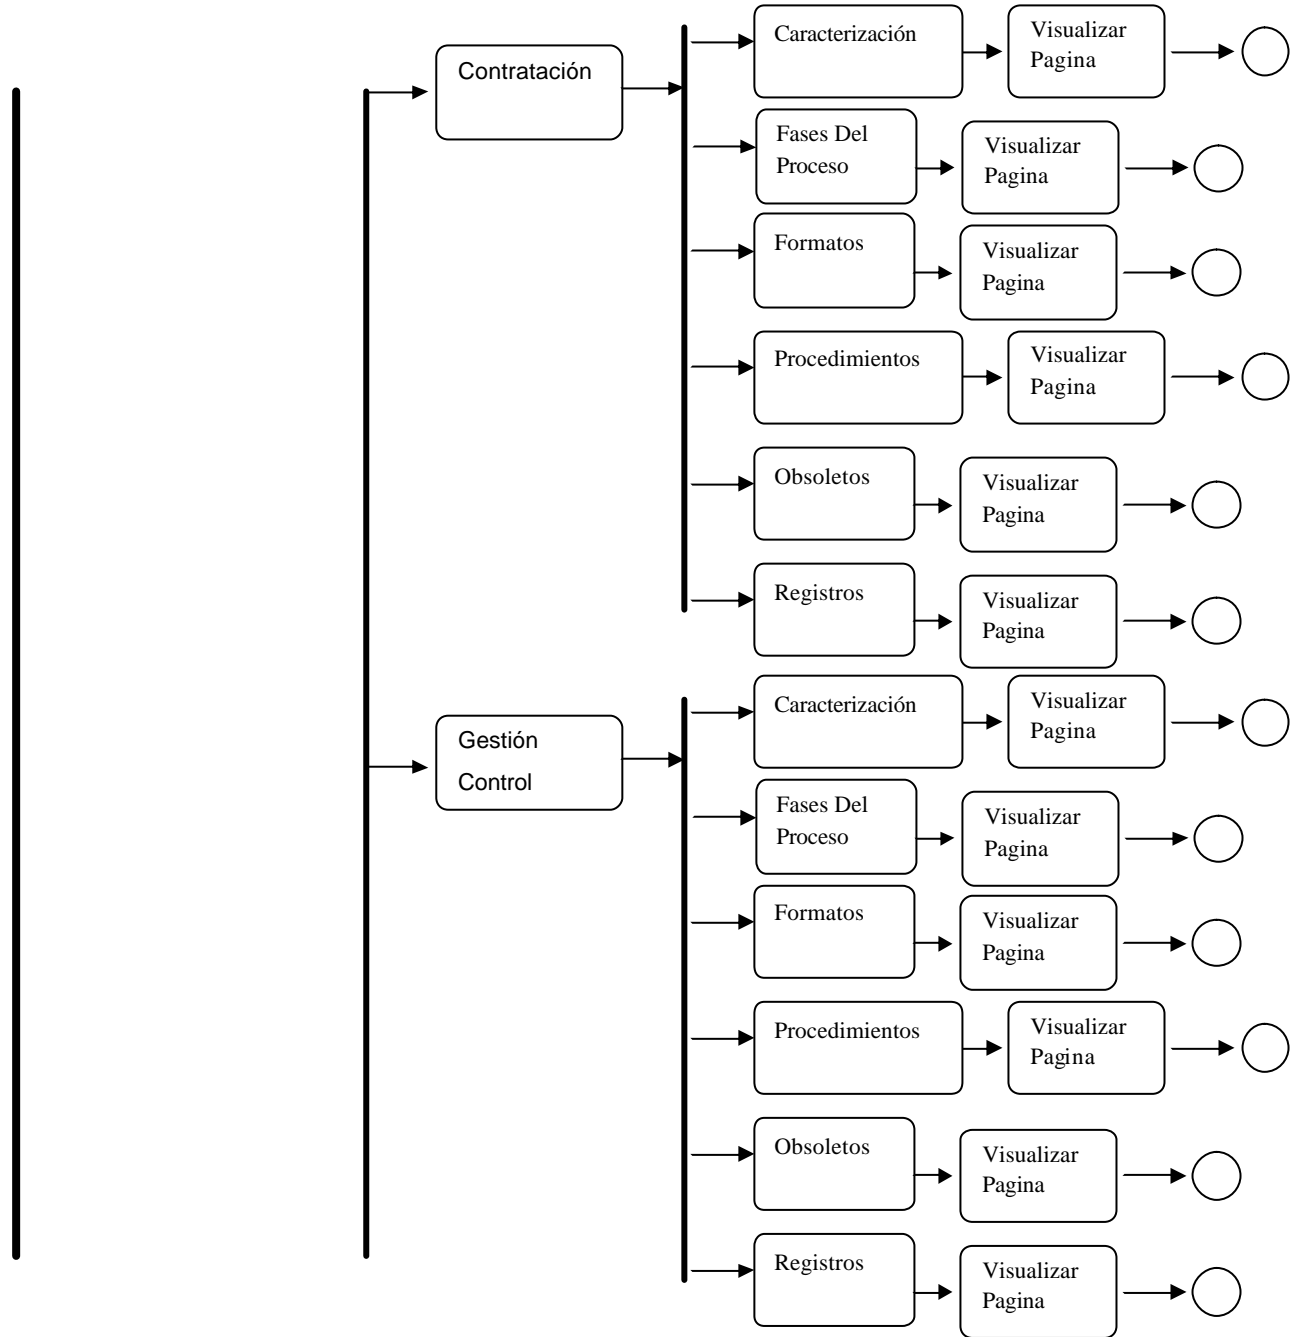 Contratación
Caracterización
Visualizar
Pagina
Fases Del
Proceso
Visualizar
Pagina
Formatos
Visualizar
Pagina
Procedimientos
Visualizar
Pagina
Obsoletos
Visualizar
Pagina
Registros
Visualizar
Pagina
Gestión
Control
Caracterización
Visualizar
Pagina
Fases Del
Proceso
Visualizar
Pagina
Formatos
Visualizar
Pagina
Procedimientos
Visualizar
Pagina
Obsoletos
Visualizar
Pagina
Registros
Visualizar
Pagina